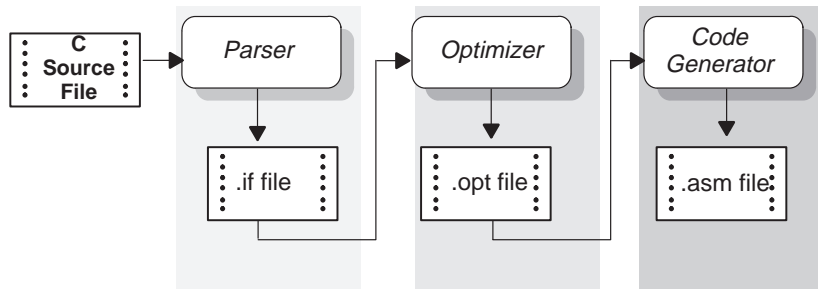 C
Source
File
Parser
Optimizer
Code
Generator
.if file
.opt file
.asm file